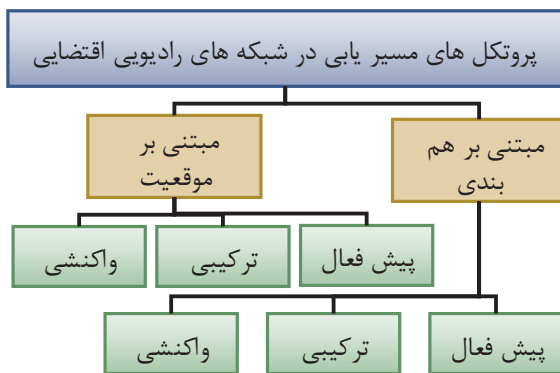 پروتکل های مسیر یابی در شبکه های رادیویی اقتضایی
مبتنی بر هم
بندی
مبتنی بر
موقعیت
پیش فعال
ترکیبی
واکنشی
پیش فعال
ترکیبی
واکنشی